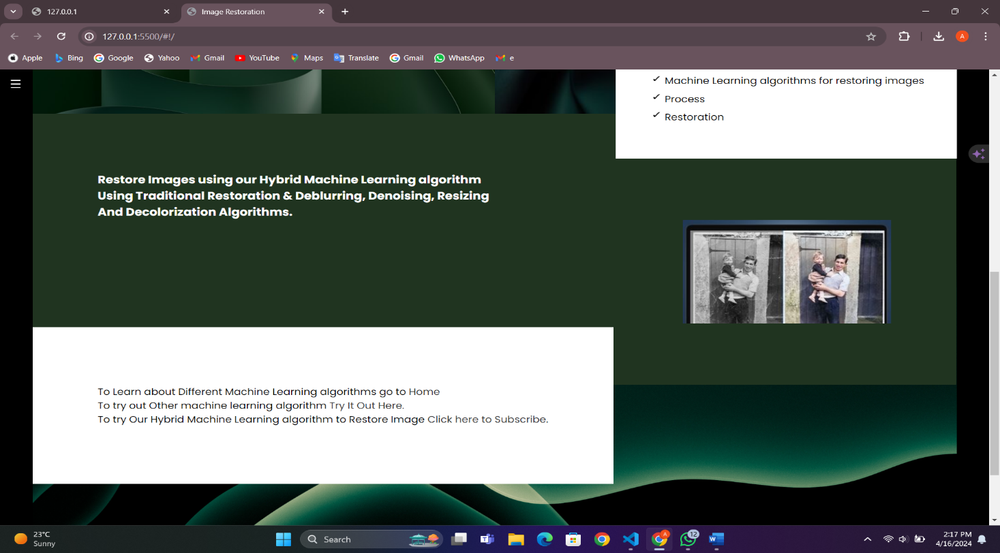 127.0.0.1
Image Restoration
127.0.0.1:5500/#!/
A
Apple
Bing
Google
Yahoo
Gmail
YouTube
Maps
Translate
Gmail
WhatsApp
e
Machine Learning algorithms for restoring images
Process
Restoration
Restore Images using our Hybrid Machine Learning algorithm
Using Traditional Restoration & Deblurring, Denoising, Resizing
And Decolorization Algorithms.
To Learn about Different Machine Learning algorithms go to Home
To try out Other machine learning algorithm Try It Out Here.
To try Our Hybrid Machine Learning algorithm to Restore Image Click here to Subscribe.
23°C
Sunny
Search
A
12
2:17 PM
4/16/2024